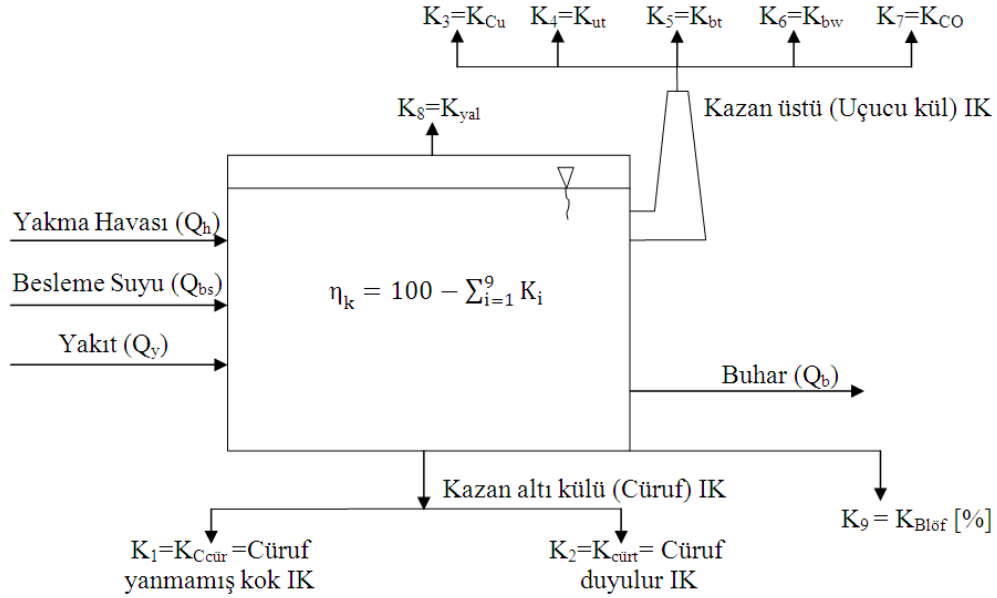 K₃=K_Cu K₄=K_ut K₅=K_bt K₆=K_bw K₇=K_CO
Kazan üstü (Uçucu kül) IK
K₈=K_yal
Yakma Havası (Q_h)
Besleme Suyu (Q_bs)
η_k = 100 − ∑_{i=1}^{9} K_i
Yakıt (Q_y)
Buhar (Q_b)
Kazan altı külü (Cüruf) IK
K₉ = K_Blöf [%]
K₁=K_Ccür =Cüruf
yanmamış kok IK
K₂=K_cürt= Cüruf
duyulur IK